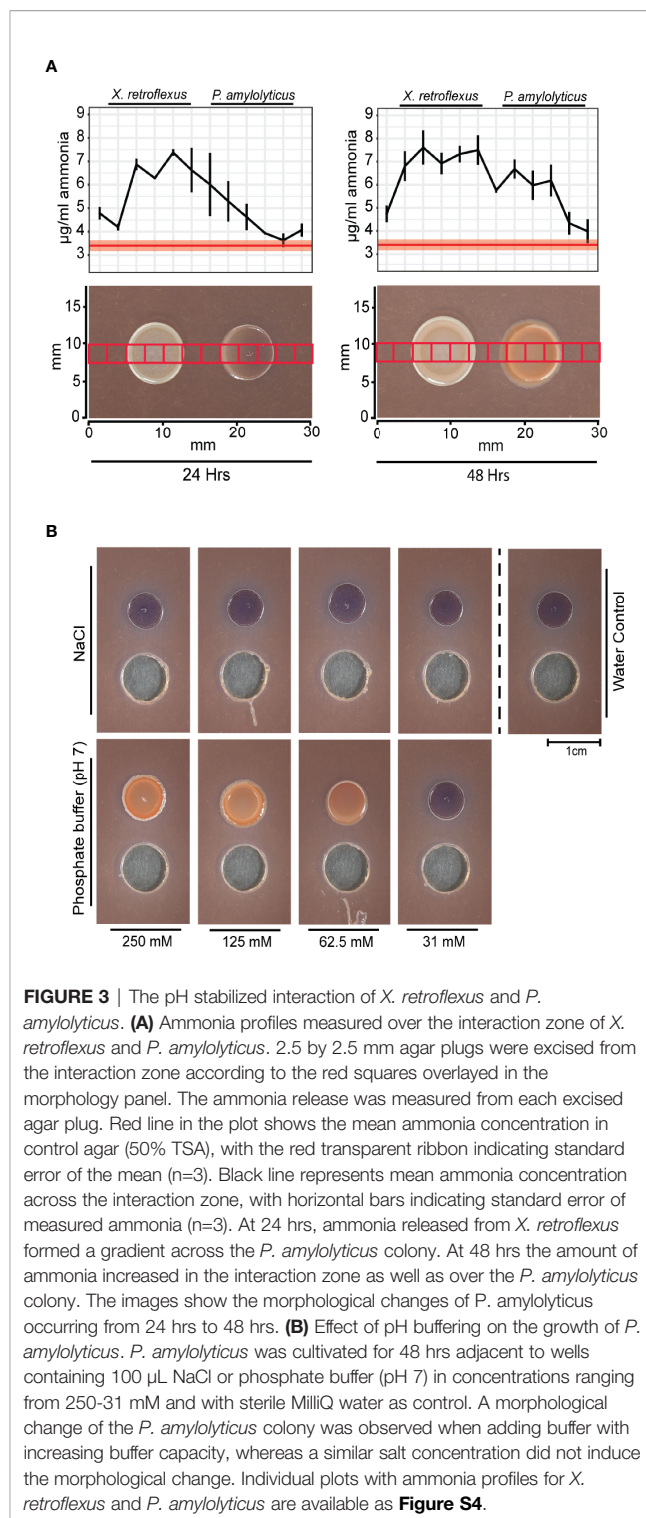 A
X. retroflexus P. amylolyticus X. retroflexus P. amylolyticus
9 9
8 8
7 7
6 6
5 5
4 4
3 3
µg/ml ammonia µg/ml ammonia
15 15
10 10
5 5
0 0
mm mm
0 10 20 30 0 10 20 30
mm mm
24 Hrs 48 Hrs
B
NaCl
Water Control
1cm
Phosphate buffer (pH 7)
250 mM 125 mM 62.5 mM 31 mM
FIGURE 3 | The pH stabilized interaction of X. retroflexus and P.
amylolyticus. (A) Ammonia profiles measured over the interaction zone of X.
retroflexus and P. amylolyticus. 2.5 by 2.5 mm agar plugs were excised from
the interaction zone according to the red squares overlayed in the
morphology panel. The ammonia release was measured from each excised
agar plug. Red line in the plot shows the mean ammonia concentration in
control agar (50% TSA), with the red transparent ribbon indicating standard
error of the mean (n=3). Black line represents mean ammonia concentration
across the interaction zone, with horizontal bars indicating standard error of
measured ammonia (n=3). At 24 hrs, ammonia released from X. retroflexus
formed a gradient across the P. amylolyticus colony. At 48 hrs the amount of
ammonia increased in the interaction zone as well as over the P. amylolyticus
colony. The images show the morphological changes of P. amylolyticus
occurring from 24 hrs to 48 hrs. (B) Effect of pH buffering on the growth of P.
amylolyticus. P. amylolyticus was cultivated for 48 hrs adjacent to wells
containing 100 µL NaCl or phosphate buffer (pH 7) in concentrations ranging
from 250-31 mM and with sterile MilliQ water as control. A morphological
change of the P. amylolyticus colony was observed when adding buffer with
increasing buffer capacity, whereas a similar salt concentration did not induce
the morphological change. Individual plots with ammonia profiles for X.
retroflexus and P. amylolyticus are available as Figure S4.